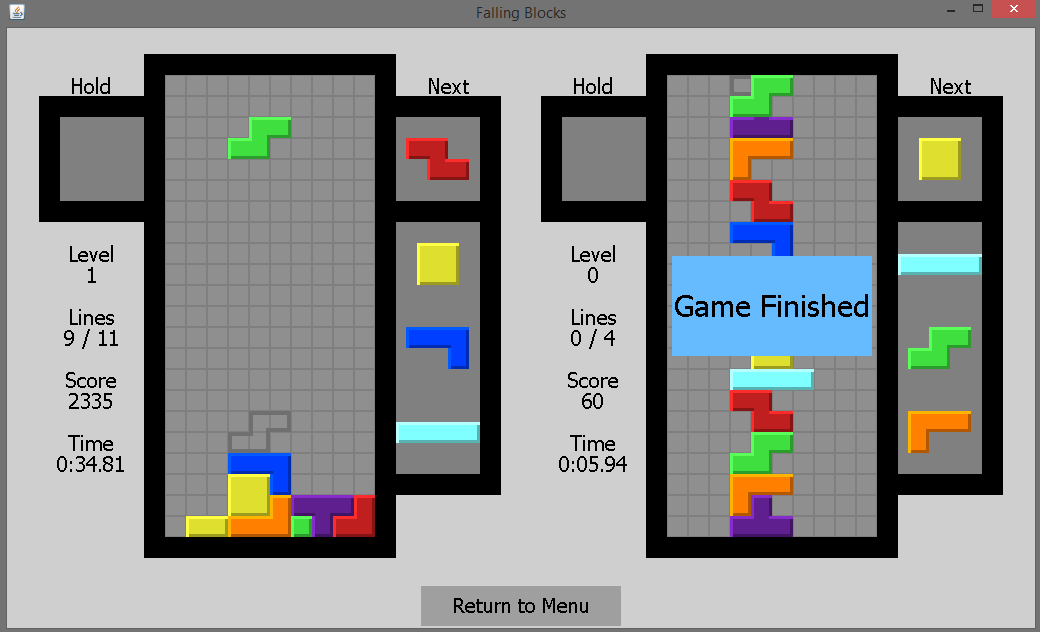 Falling Blocks
Hold
Next
Level
1
Lines
9 / 11
Score
2335
Time
0:34.81
Hold
Next
Level
0
Lines
0 / 4
Score
60
Time
0:05.94
Game Finished
Return to Menu